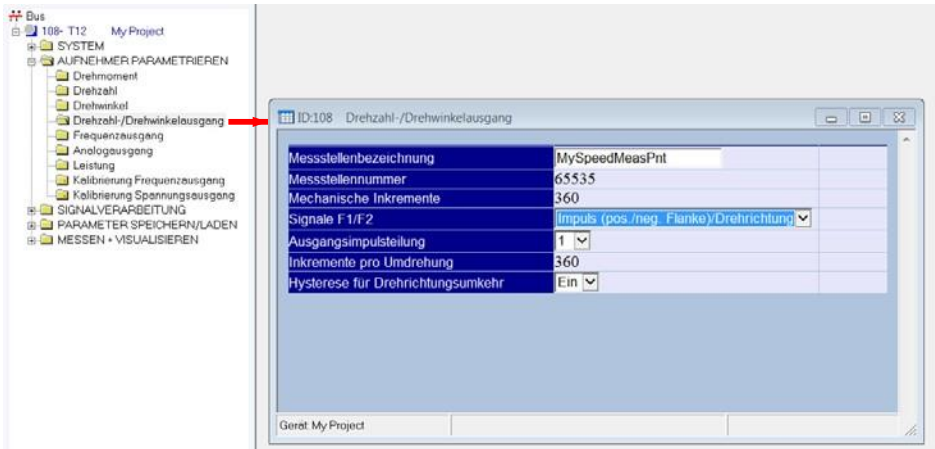 Bus
108- T12 My Project
SYSTEM
AUFNEHMER PARAMETRIEREN
Drehmoment
Drehzahl
Drehwinkel
Drehzahl-/Drehwinkelausgang
Frequenzausgang
Analogausgang
Leistung
Kalibrierung Frequenzausgang
Kalibrierung Spannungsausgang
SIGNALVERARBEITUNG
PARAMETER SPEICHERN/LADEN
MESSEN + VISUALISIEREN
ID:108 Drehzahl-/Drehwinkelausgang
Messstellenbezeichnung MySpeedMeasPnt
Messstellennummer 65535
Mechanische Inkremente 360
Signale F1/F2 Impuls (pos./neg. Flanke)/Drehrichtung
Ausgangsimpulsteilung 1
Inkremente pro Umdrehung 360
Hysterese für Drehrichtungsumkehr Ein
Gerät: My Project